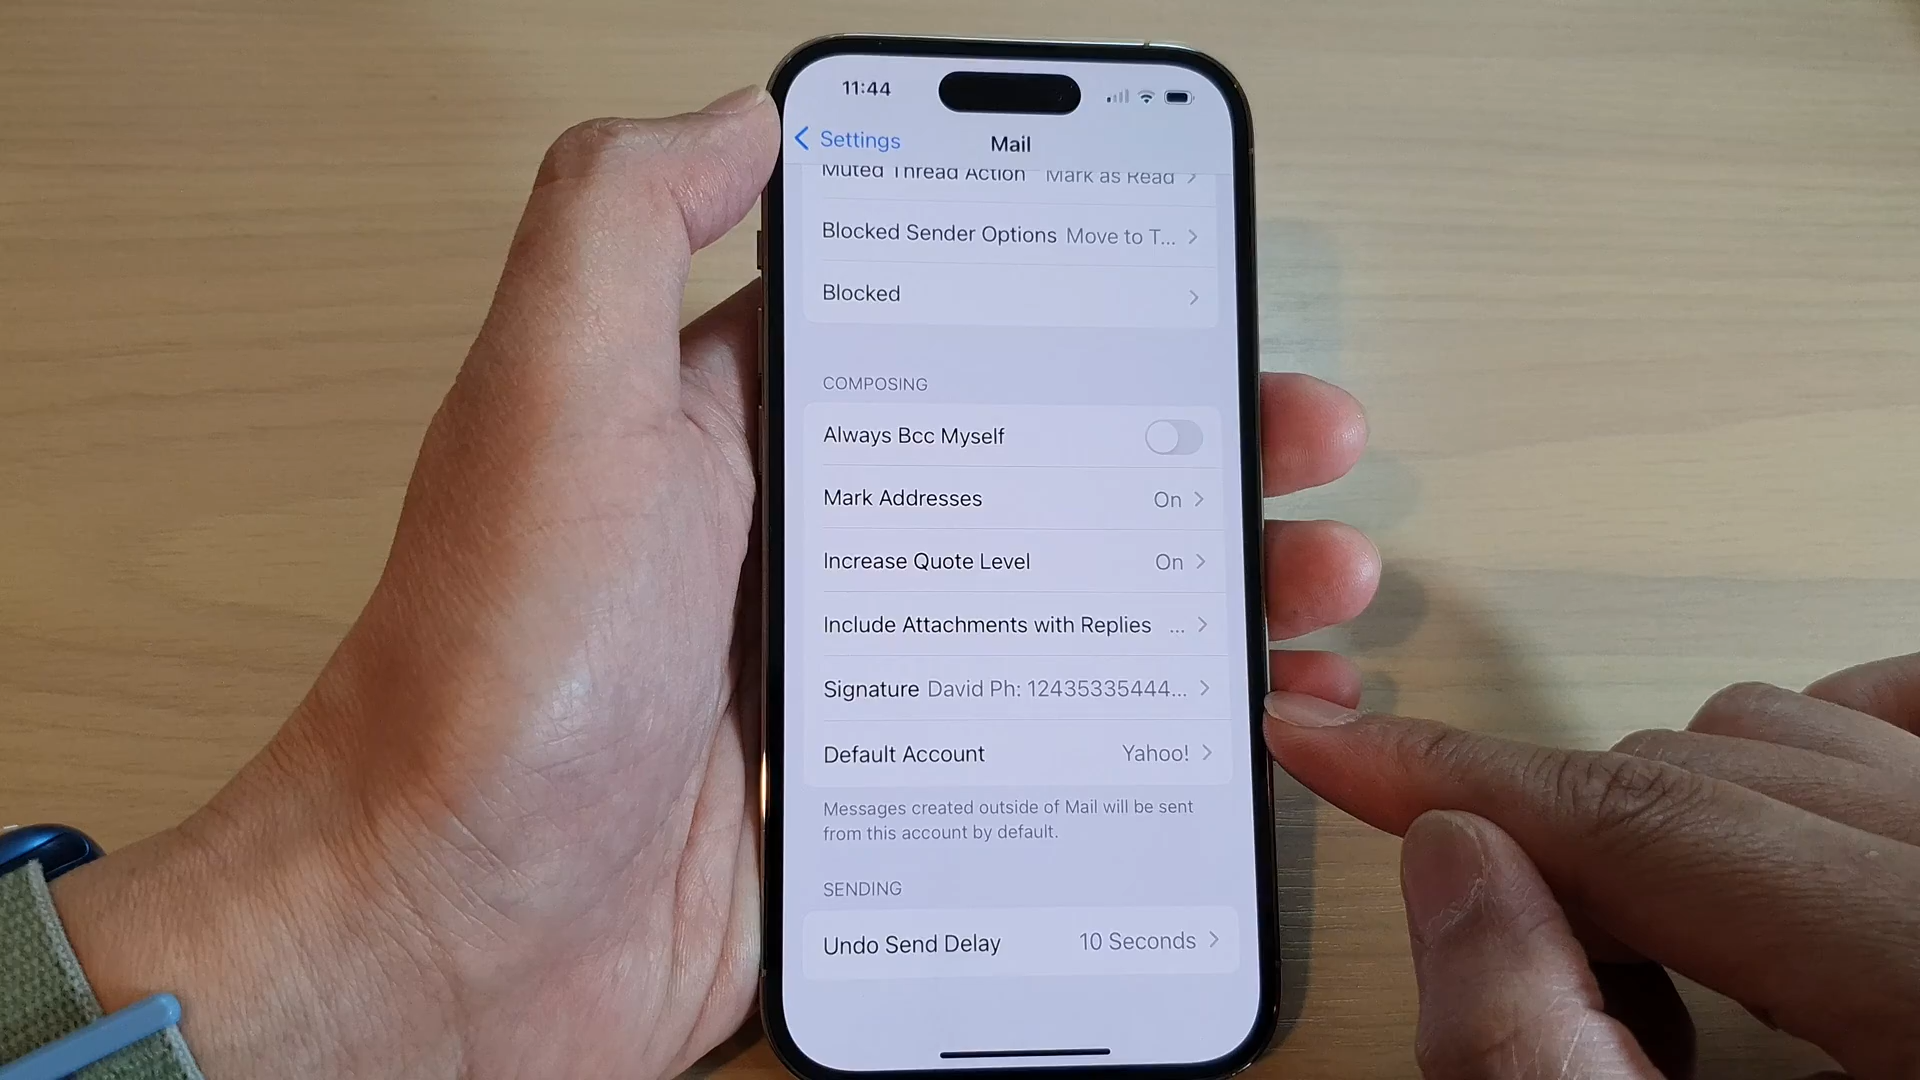 11:44
Settings
Mail
Muted Thread Action Mark as Read
Blocked Sender Options Move to T...
Blocked
COMPOSING
Always Bcc Myself
Mark Addresses On
Increase Quote Level On
Include Attachments with Replies ...
Signature David Ph: 12435335444...
Default Account Yahoo!
Messages created outside of Mail will be sent
from this account by default.
SENDING
Undo Send Delay 10 Seconds